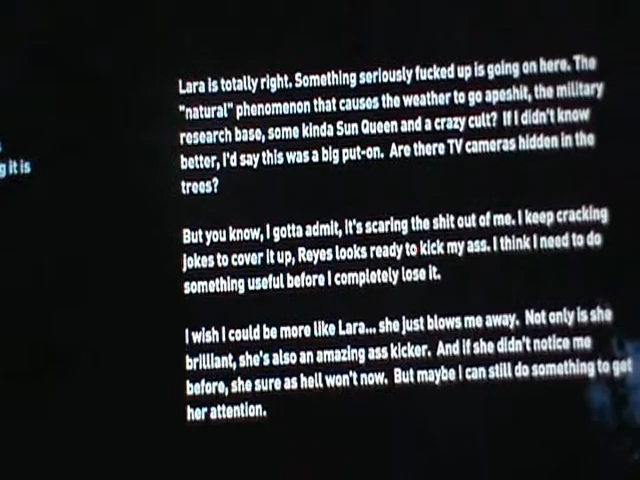 g it is
Lara is totally right. Something seriously fucked up is going on here. The
"natural" phenomenon that causes the weather to go apeshit, the military
research base, some kinda Sun Queen and a crazy cult? If I didn't know
better, I'd say this was a big put-on. Are there TV cameras hidden in the
trees?
But you know, I gotta admit, it's scaring the shit out of me. I keep cracking
jokes to cover it up, Reyes looks ready to kick my ass. I think I need to do
something useful before I completely lose it.
I wish I could be more like Lara... she just blows me away. Not only is she
brilliant, she's also an amazing ass kicker. And if she didn't notice me
before, she sure as hell won't now. But maybe I can still do something to get
her attention.